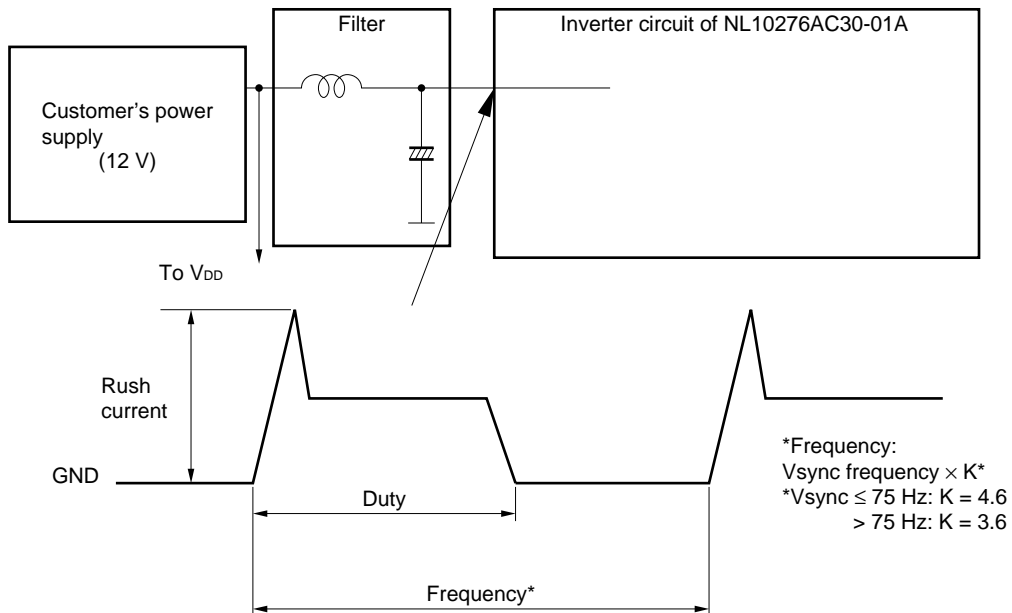 Filter
Inverter circuit of NL10276AC30-01A
Customer's power
supply
(12 V)
To VDD
Rush
current
GND
Duty
Frequency*
*Frequency:
Vsync frequency × K*
*Vsync ≤ 75 Hz: K = 4.6
> 75 Hz: K = 3.6